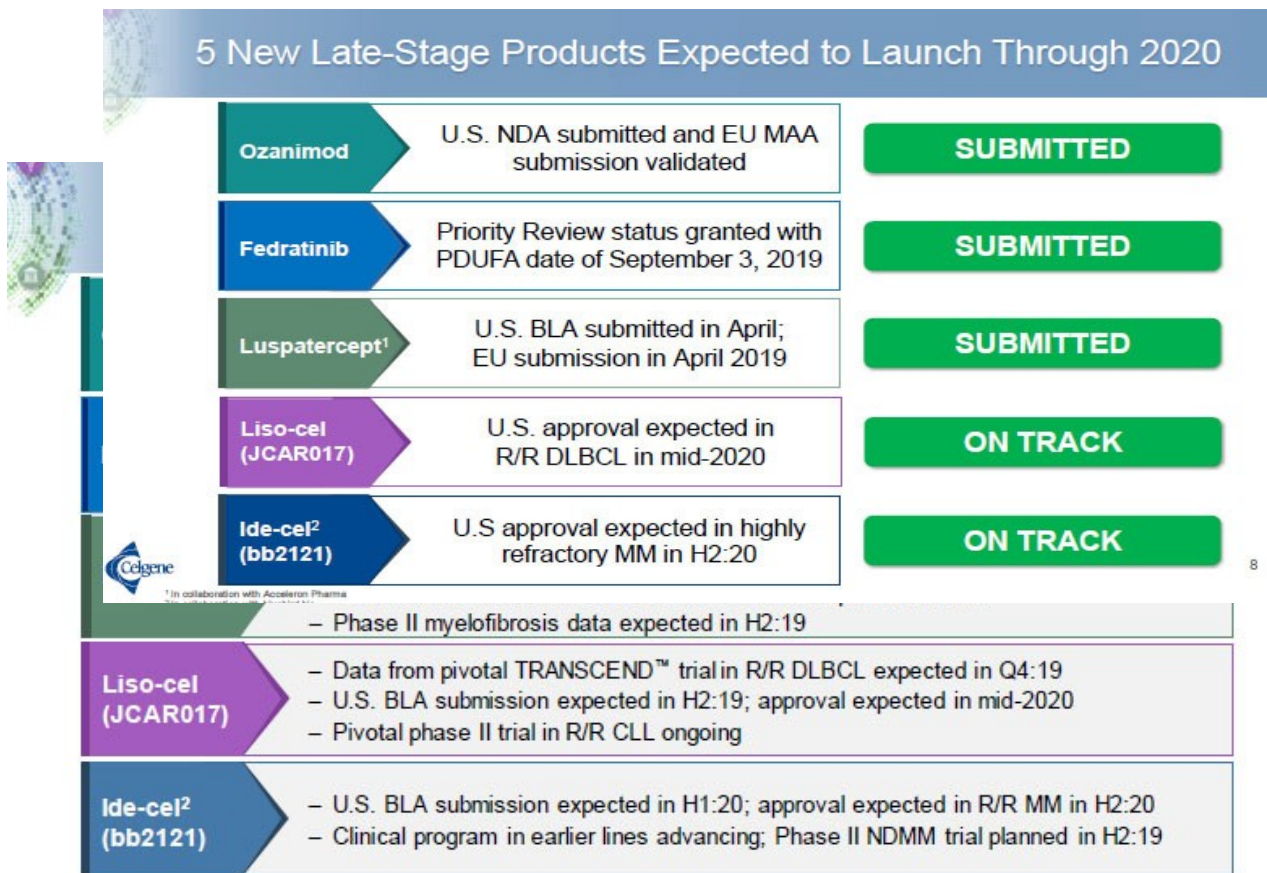 5 New Late-Stage Products Expected to Launch Through 2020
Ozanimod
U.S. NDA submitted and EU MAA
submission validated
SUBMITTED
Fedratinib
Priority Review status granted with
PDUFA date of September 3, 2019
SUBMITTED
Luspatercept¹
U.S. BLA submitted in April;
EU submission in April 2019
SUBMITTED
Liso-cel
(JCAR017)
U.S. approval expected in
R/R DLBCL in mid-2020
ON TRACK
Ide-cel²
(bb2121)
U.S approval expected in highly
refractory MM in H2:20
ON TRACK
Celgene
8
¹ In collaboration with Acceleron Pharma
– Phase II myelofibrosis data expected in H2:19
Liso-cel
(JCAR017)
– Data from pivotal TRANSCEND™ trial in R/R DLBCL expected in Q4:19
– U.S. BLA submission expected in H2:19; approval expected in mid-2020
– Pivotal phase II trial in R/R CLL ongoing
Ide-cel²
(bb2121)
– U.S. BLA submission expected in H1:20; approval expected in R/R MM in H2:20
– Clinical program in earlier lines advancing; Phase II NDMM trial planned in H2:19